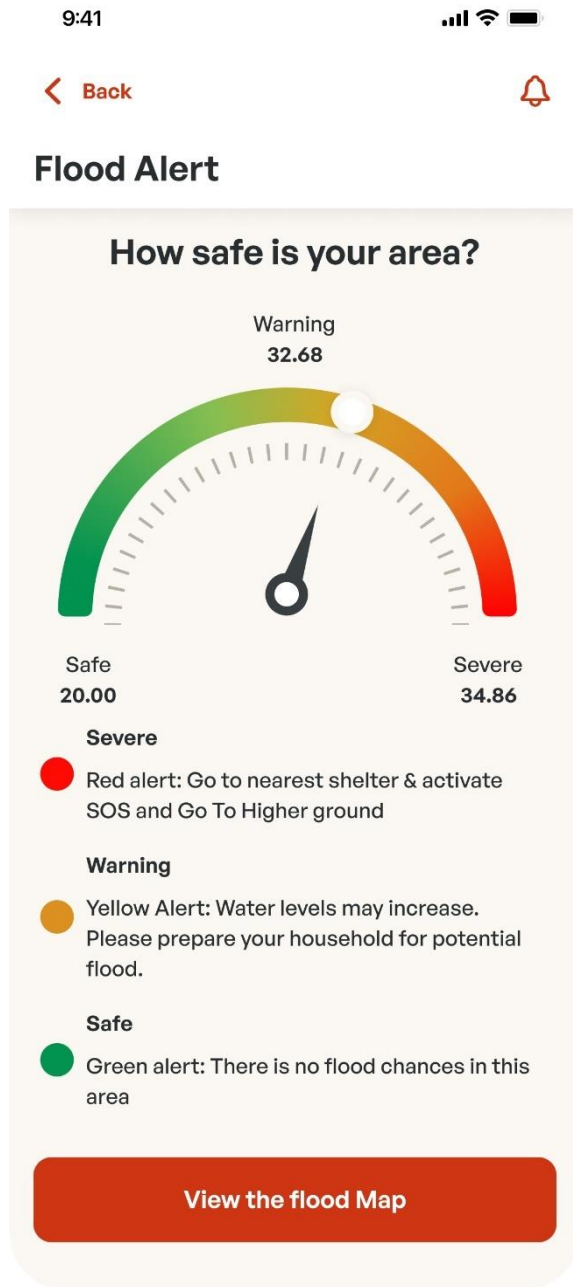 9:41
Back
Flood Alert
How safe is your area?
Warning
32.68
Safe
20.00
Severe
34.86
Severe
Red alert: Go to nearest shelter & activate
SOS and Go To Higher ground
Warning
Yellow Alert: Water levels may increase.
Please prepare your household for potential
flood.
Safe
Green alert: There is no flood chances in this
area
View the flood Map